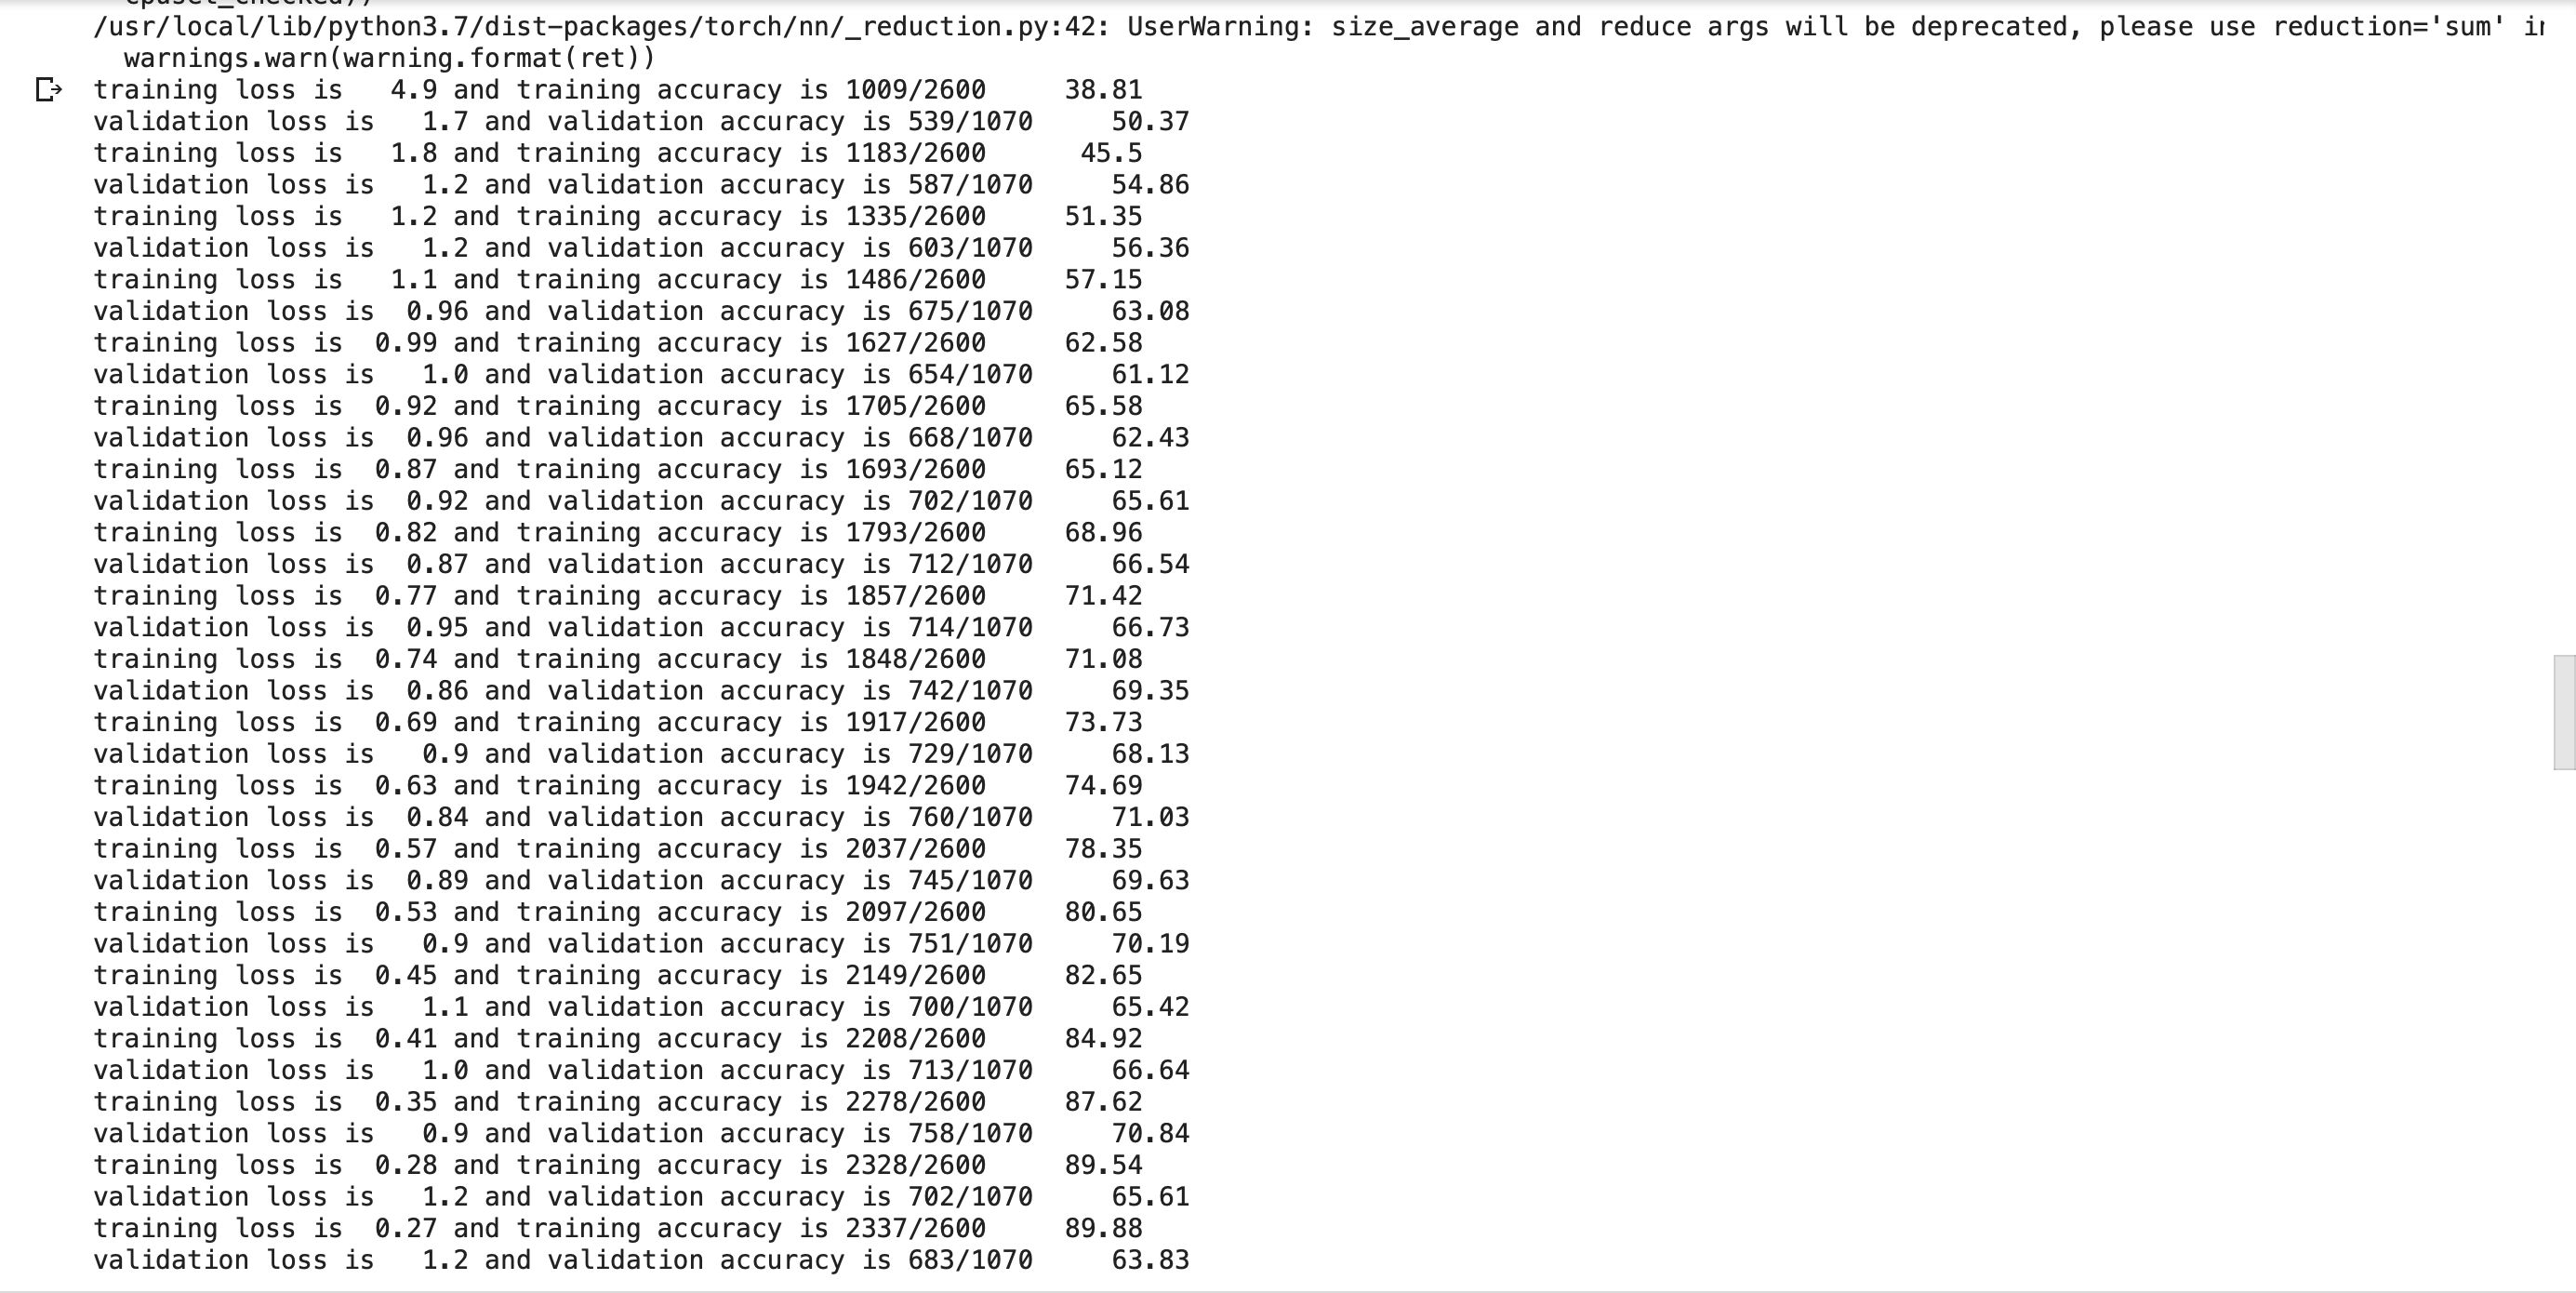 /usr/local/lib/python3.7/dist-packages/torch/nn/_reduction.py:42: UserWarning: size_average and reduce args will be deprecated, please use reduction='sum'
warnings.warn(warning.format(ret))
training loss is   4.9 and training accuracy is 1009/2600     38.81
validation loss is   1.7 and validation accuracy is 539/1070     50.37
training loss is   1.8 and training accuracy is 1183/2600      45.5
validation loss is   1.2 and validation accuracy is 587/1070     54.86
training loss is   1.2 and training accuracy is 1335/2600     51.35
validation loss is   1.2 and validation accuracy is 603/1070     56.36
training loss is   1.1 and training accuracy is 1486/2600     57.15
validation loss is  0.96 and validation accuracy is 675/1070     63.08
training loss is  0.99 and training accuracy is 1627/2600     62.58
validation loss is   1.0 and validation accuracy is 654/1070     61.12
training loss is  0.92 and training accuracy is 1705/2600     65.58
validation loss is  0.96 and validation accuracy is 668/1070     62.43
training loss is  0.87 and training accuracy is 1693/2600     65.12
validation loss is  0.92 and validation accuracy is 702/1070     65.61
training loss is  0.82 and training accuracy is 1793/2600     68.96
validation loss is  0.87 and validation accuracy is 712/1070     66.54
training loss is  0.77 and training accuracy is 1857/2600     71.42
validation loss is  0.95 and validation accuracy is 714/1070     66.73
training loss is  0.74 and training accuracy is 1848/2600     71.08
validation loss is  0.86 and validation accuracy is 742/1070     69.35
training loss is  0.69 and training accuracy is 1917/2600     73.73
validation loss is   0.9 and validation accuracy is 729/1070     68.13
training loss is  0.63 and training accuracy is 1942/2600     74.69
validation loss is  0.84 and validation accuracy is 760/1070     71.03
training loss is  0.57 and training accuracy is 2037/2600     78.35
validation loss is  0.89 and validation accuracy is 745/1070     69.63
training loss is  0.53 and training accuracy is 2097/2600     80.65
validation loss is   0.9 and validation accuracy is 751/1070     70.19
training loss is  0.45 and training accuracy is 2149/2600     82.65
validation loss is   1.1 and validation accuracy is 700/1070     65.42
training loss is  0.41 and training accuracy is 2208/2600     84.92
validation loss is   1.0 and validation accuracy is 713/1070     66.64
training loss is  0.35 and training accuracy is 2278/2600     87.62
validation loss is   0.9 and validation accuracy is 758/1070     70.84
training loss is  0.28 and training accuracy is 2328/2600     89.54
validation loss is   1.2 and validation accuracy is 702/1070     65.61
training loss is  0.27 and training accuracy is 2337/2600     89.88
validation loss is   1.2 and validation accuracy is 683/1070     63.83